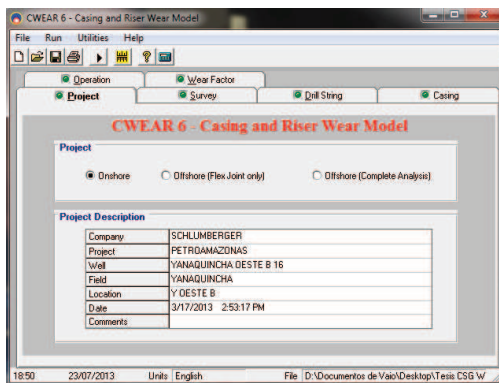 CWEAR 6 - Casing and Riser Wear Model
File Run Utilities Help
Operation Wear Factor
Project Survey Drill String Casing
CWEAR 6 - Casing and Riser Wear Model
Project
Onshore Offshore (Flex Joint only) Offshore (Complete Analysis)
Project Description
Company SCHLUMBERGER
Project PETROAMAZONAS
Well YANAQUINCHA OESTE B 16
Field YANAQUINCHA
Location Y OESTE B
Date 3/17/2013 2:53:17 PM
Comments
18:50 23/07/2013 Units English File D:\Documentos de Vaio\Desktop\Tesis CSG W